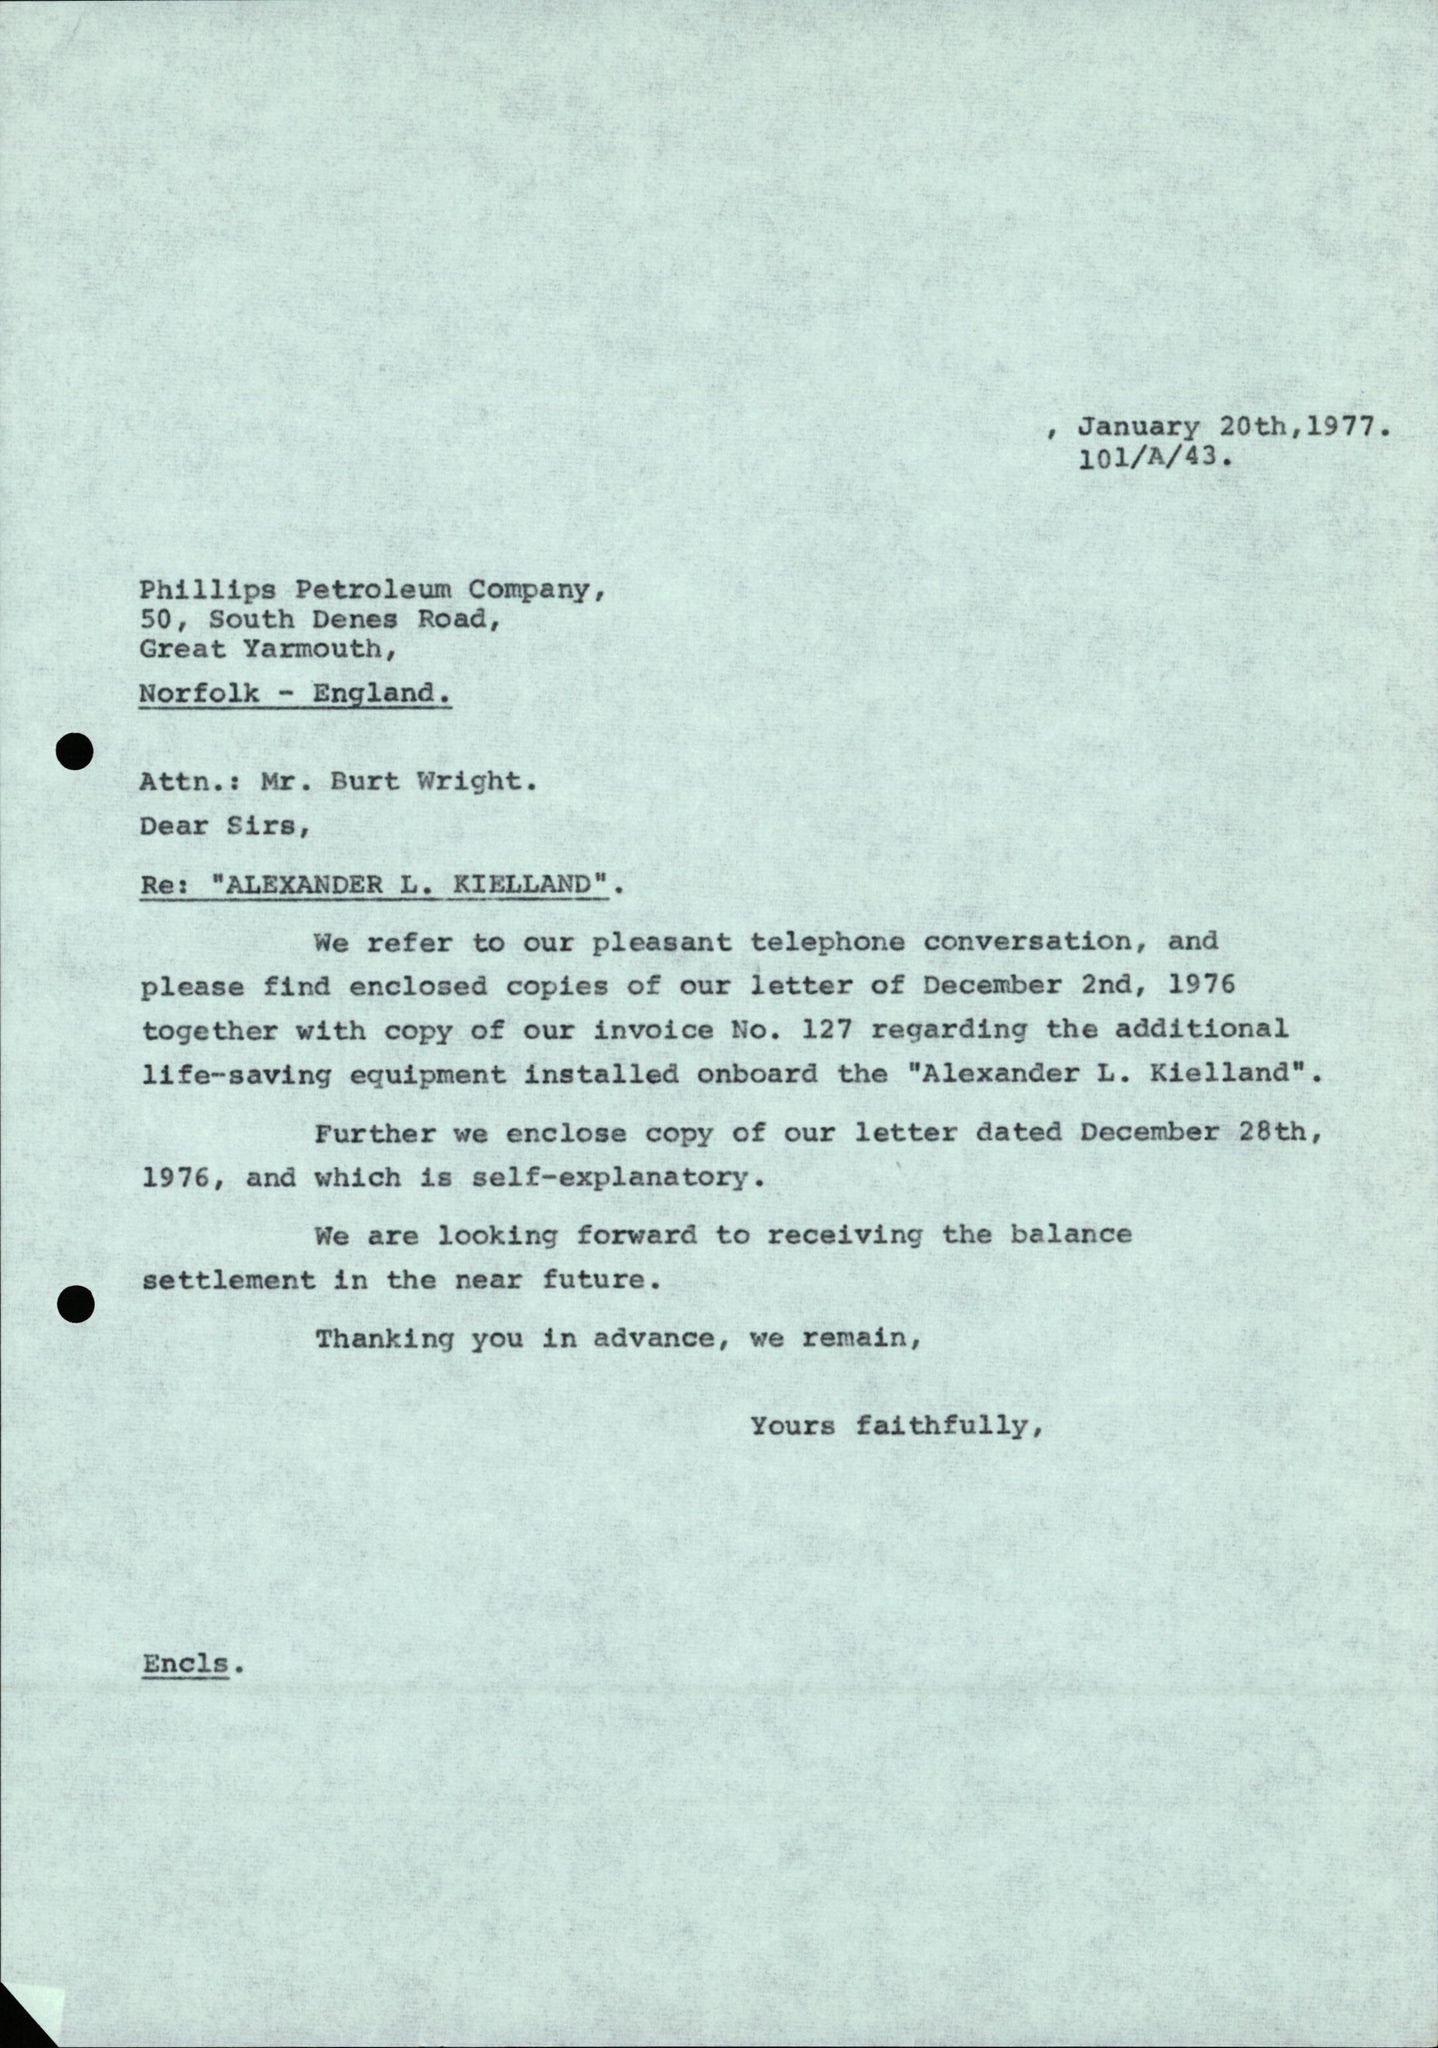 , January 20th,1977.
101/A/43.
Phillips Petroleum Company,
50, South Denes Road,
Great Yarmouth,
Norfolk - England.
Attn.: Mr. Burt Wright.
Dear Sirs,
Re: "ALEXANDER L. KIELLAND".
We refer to our pleasant telephone conversation, and
please find enclosed copies of our letter of December 2nd, 1976
together with copy of our invoice No. 127 regarding the additional
life-saving equipment installed onboard the "Alexander L. Kielland".
Further we enclose copy of our letter dated December 28th,
1976, and which is self-explanatory.
We are looking forward to receiving the balance
settlement in the near future.
Thanking you in advance, we remain,
Yours faithfully,
Encls.